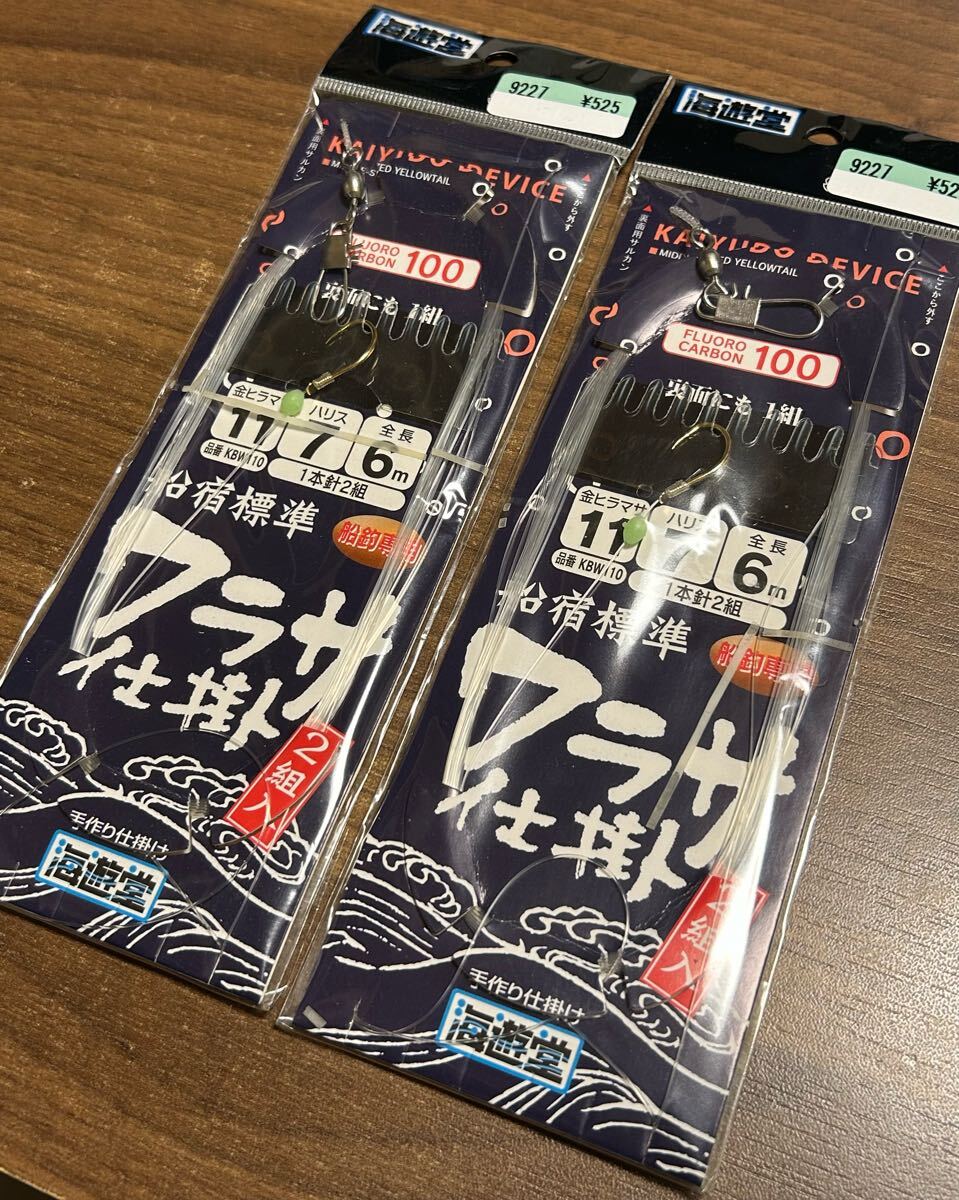 海遊堂
9227 ¥525
KAIYUDO DEVICE
ED YELLOWTAIL
裏面用サルカン
ここから外す
FLUORO
CARBON 100
裏面にも1組
金ヒラマサ
ハリス
全長
11
7
6m
品番 KBW110
1本針2組
船宿標準
船釣専用
ワラサ
仕掛
2組入
手作り仕掛け
海遊堂
海遊堂
9227 ¥52
KAIYUDO DEVICE
ED YELLOWTAIL
裏面用サルカン
ここから外す
FLUORO
CARBON 100
裏面にも1組
金ヒラマサ
ハリス
全長
11
7
6m
品番 KBW110
1本針2組
船宿標準
船釣専用
ワラサ
仕掛
2組入
手作り仕掛け
海遊堂